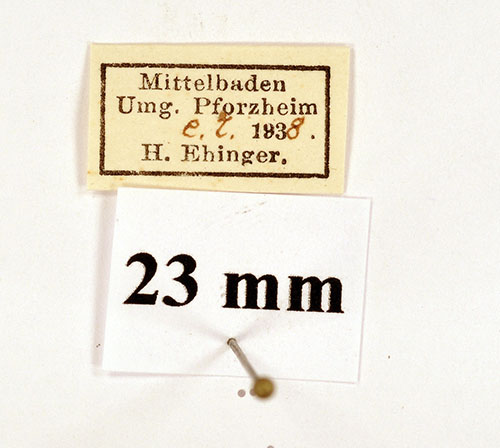 Mittelbaden
Umg. Pforzheim
e. l. 1938.
H. Ehinger.
23 mm